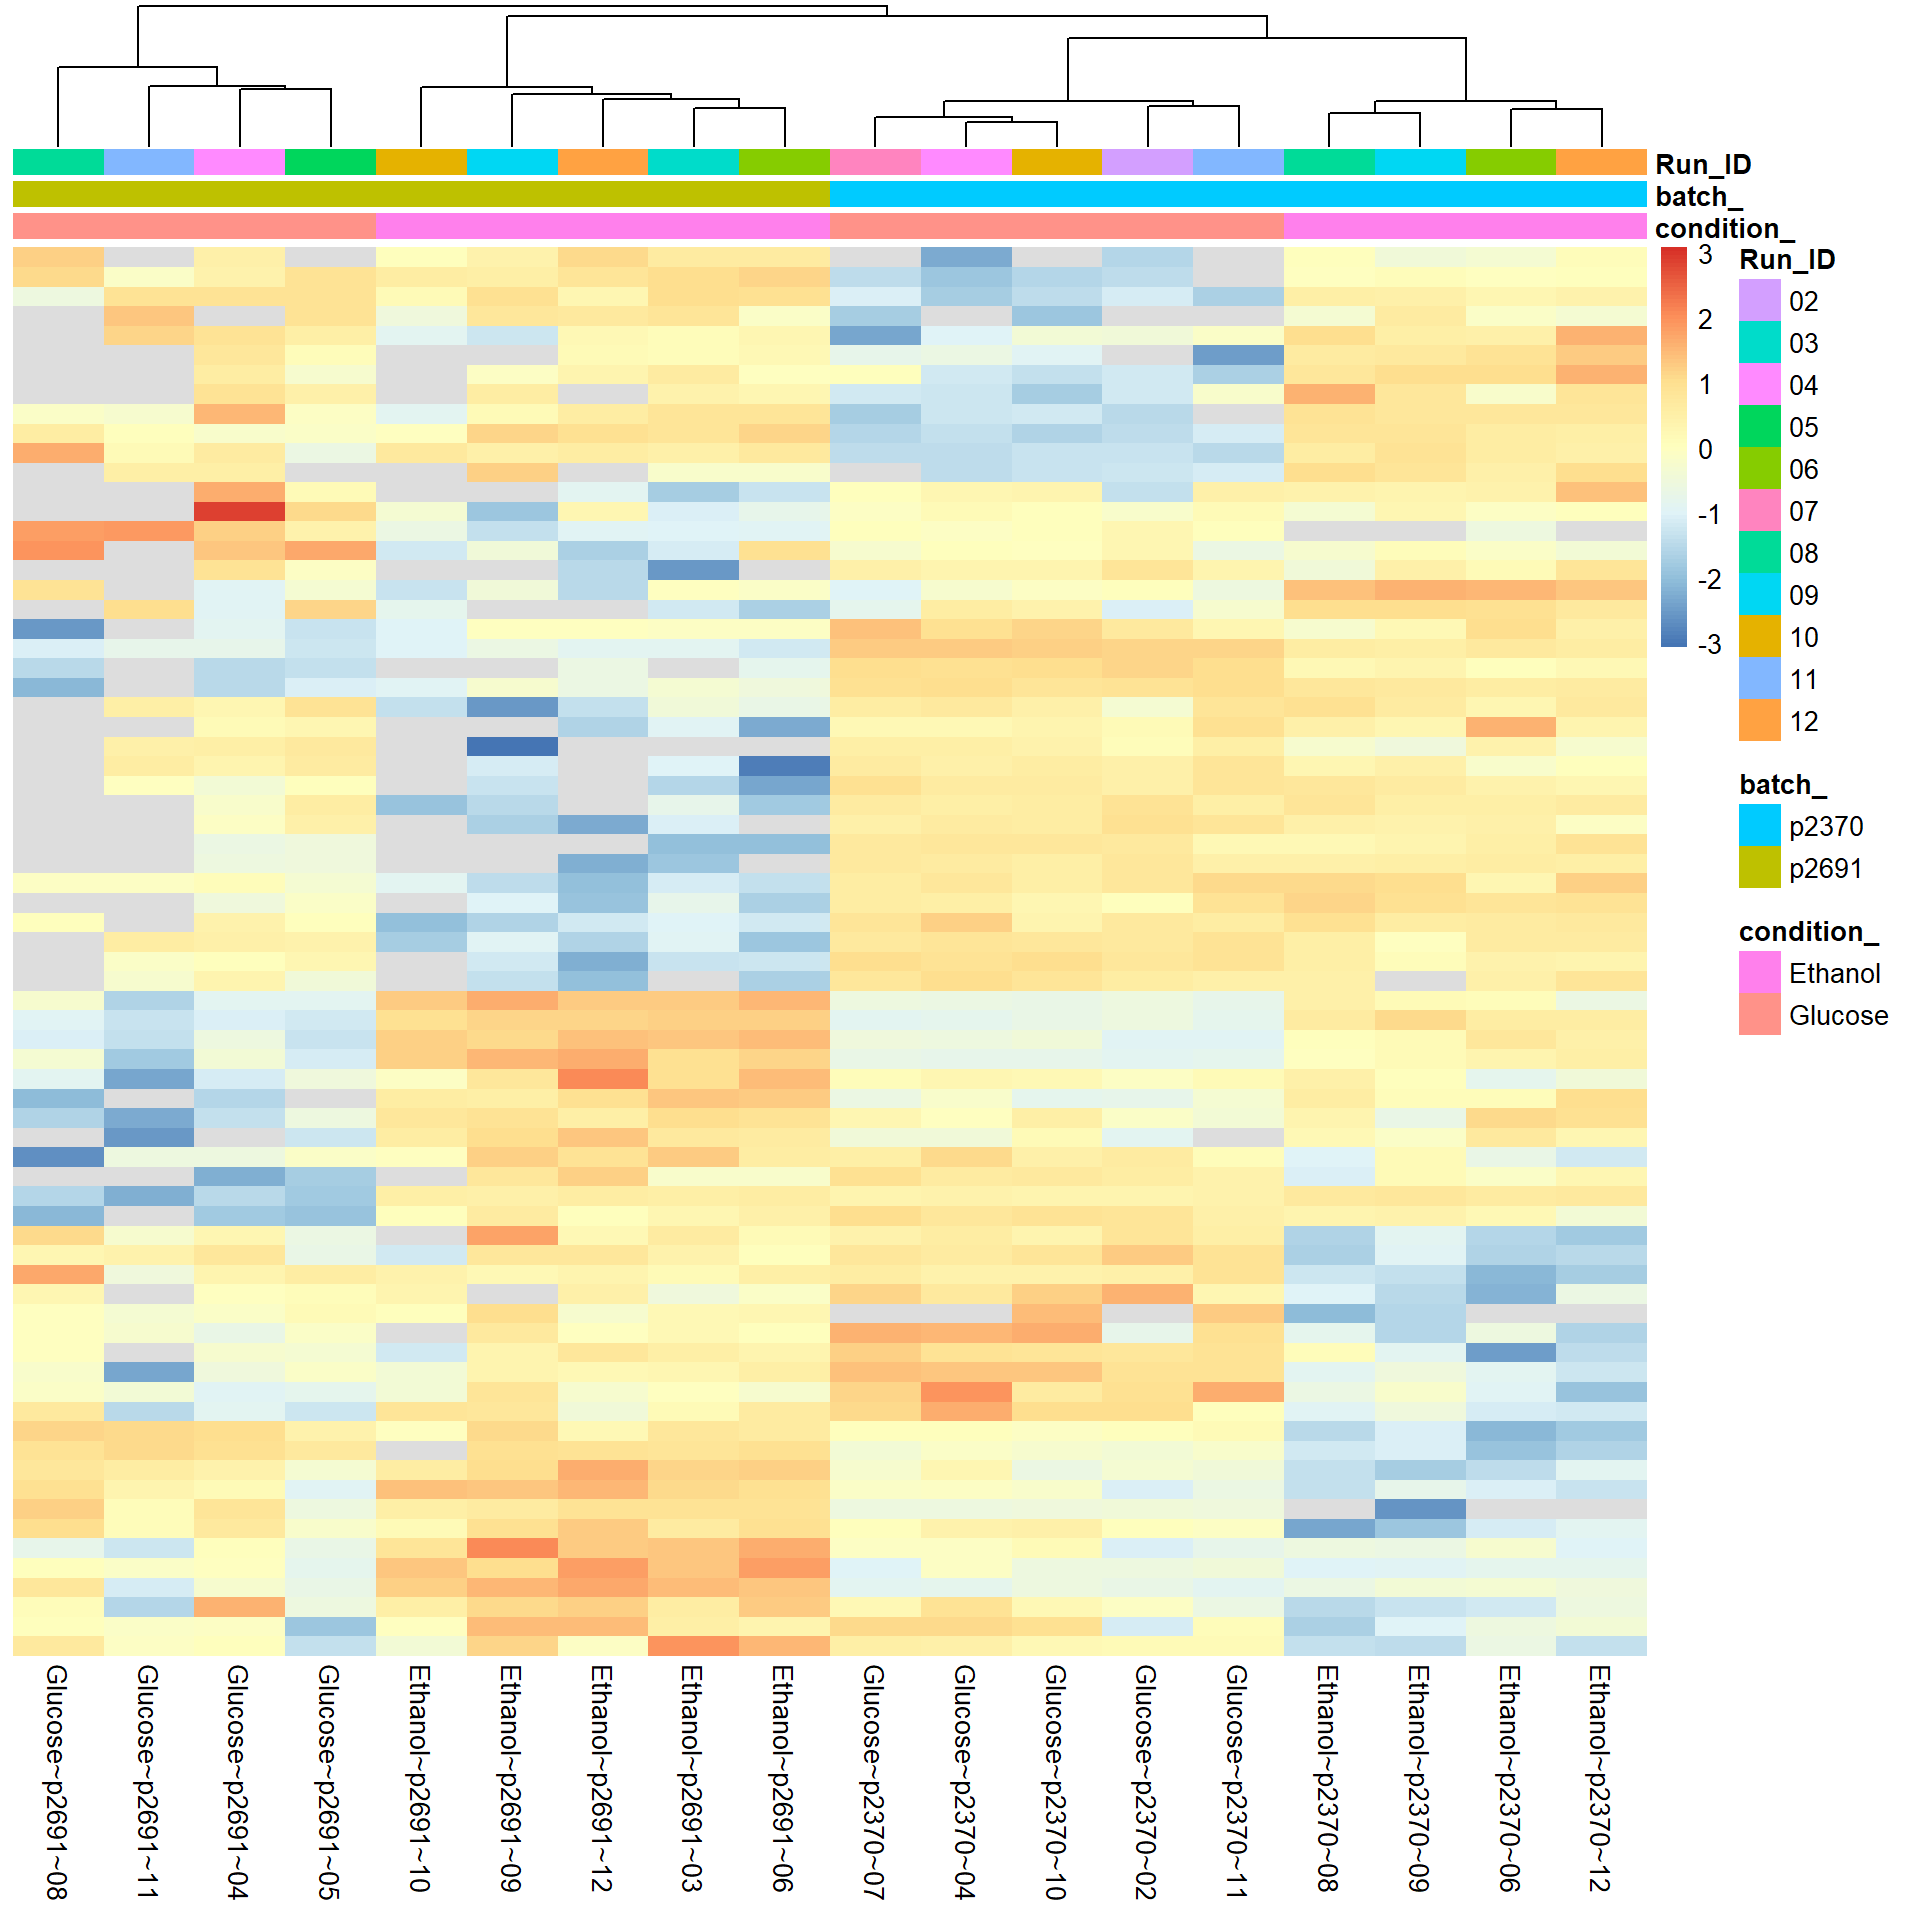 Run_ID
batch_
condition_
3
2
1
0
-1
-2
-3
Run_ID
02
03
04
05
06
07
08
09
10
11
12
batch_
p2370
p2691
condition_
Ethanol
Glucose
Glucose~p2691~08
Glucose~p2691~11
Glucose~p2691~04
Glucose~p2691~05
Ethanol~p2691~10
Ethanol~p2691~09
Ethanol~p2691~12
Ethanol~p2691~03
Ethanol~p2691~06
Glucose~p2370~07
Glucose~p2370~04
Glucose~p2370~10
Glucose~p2370~02
Glucose~p2370~11
Ethanol~p2370~08
Ethanol~p2370~09
Ethanol~p2370~06
Ethanol~p2370~12